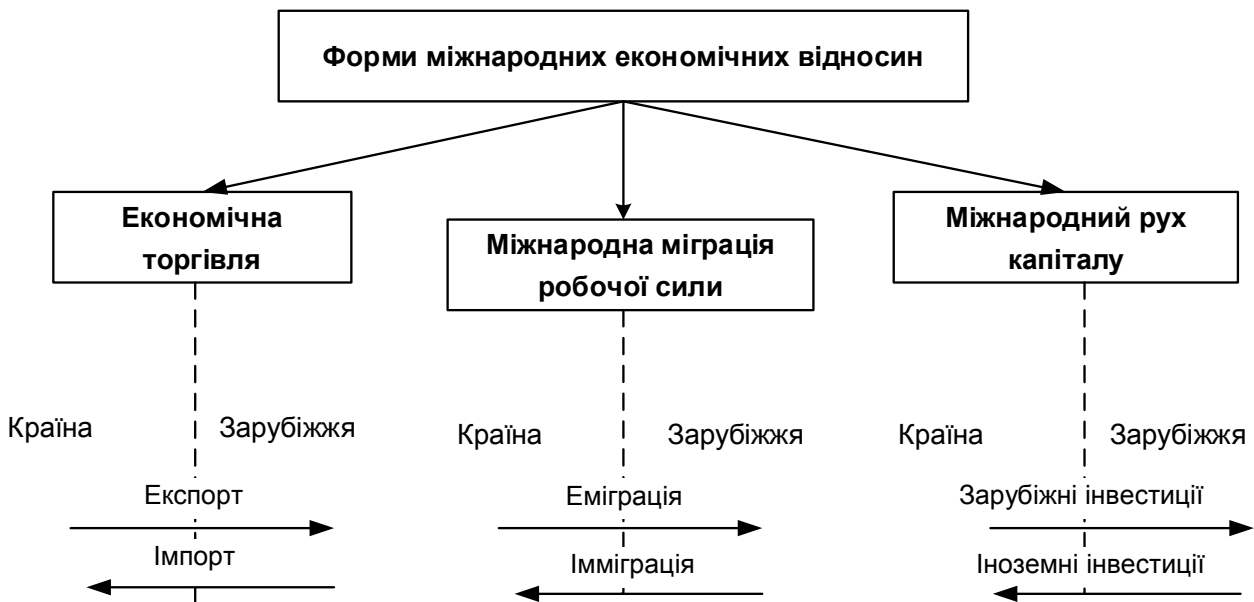 Форми міжнародних економічних відносин
Економічна
торгівля
Міжнародна міграція
робочої сили
Міжнародний рух
капіталу
Країна
Зарубіжжя
Країна
Зарубіжжя
Країна
Зарубіжжя
Експорт
Імпорт
Еміграція
Імміграція
Зарубіжні інвестиції
Іноземні інвестиції